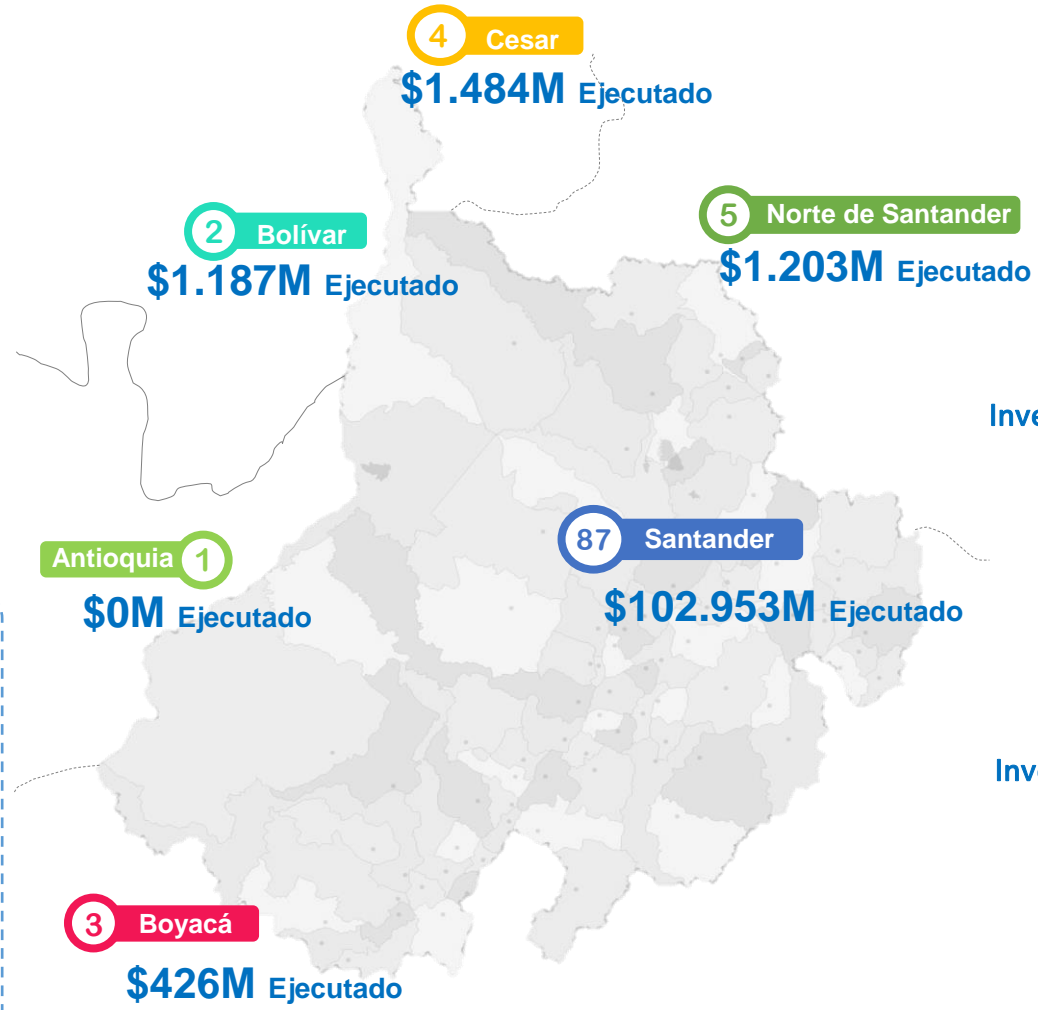 4 Cesar
$1.484M Ejecutado
2 Bolívar
$1.187M Ejecutado
5 Norte de Santander
$1.203M Ejecutado
Antioquia 1
$0M Ejecutado
87 Santander
$102.953M Ejecutado
3 Boyacá
$426M Ejecutado